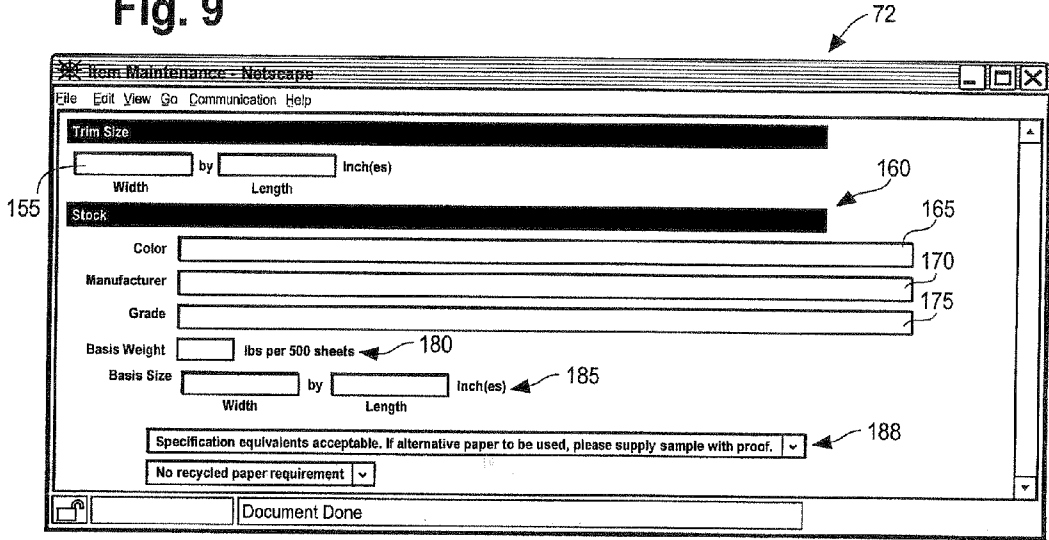 Fig. 9
72
Item Maintenance - Netscape
File Edit View Go Communication Help
Trim Size
by Inch(es)
155
Width Length
160
Stock
165
Color
170
Manufacturer
175
Grade
Basis Weight lbs per 500 sheets 180
Basis Size by Inch(es) 185
Width Length
Specification equivalents acceptable. If alternative paper to be used, please supply sample with proof. 188
No recycled paper requirement
Document Done